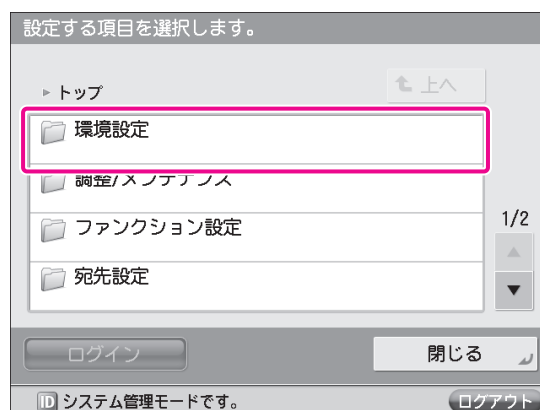 設定する項目を選択します。
トップ
上へ
環境設定
調整/メンテナンス
ファンクション設定
宛先設定
1/2
ログイン
閉じる
ID システム管理モードです。
ログアウト